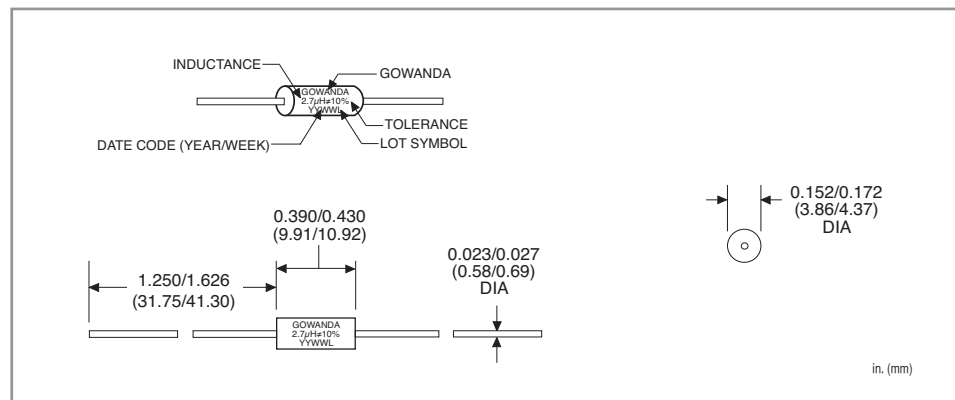 INDUCTANCE
GOWANDA
GOWANDA
2.7µH≠10%
YYWWL
TOLERANCE
DATE CODE (YEAR/WEEK)
LOT SYMBOL
0.152/0.172
(3.86/4.37)
DIA
0.390/0.430
(9.91/10.92)
0.023/0.027
(0.58/0.69)
DIA
1.250/1.626
(31.75/41.30)
GOWANDA
2.7µH≠10%
YYWWL
in. (mm)